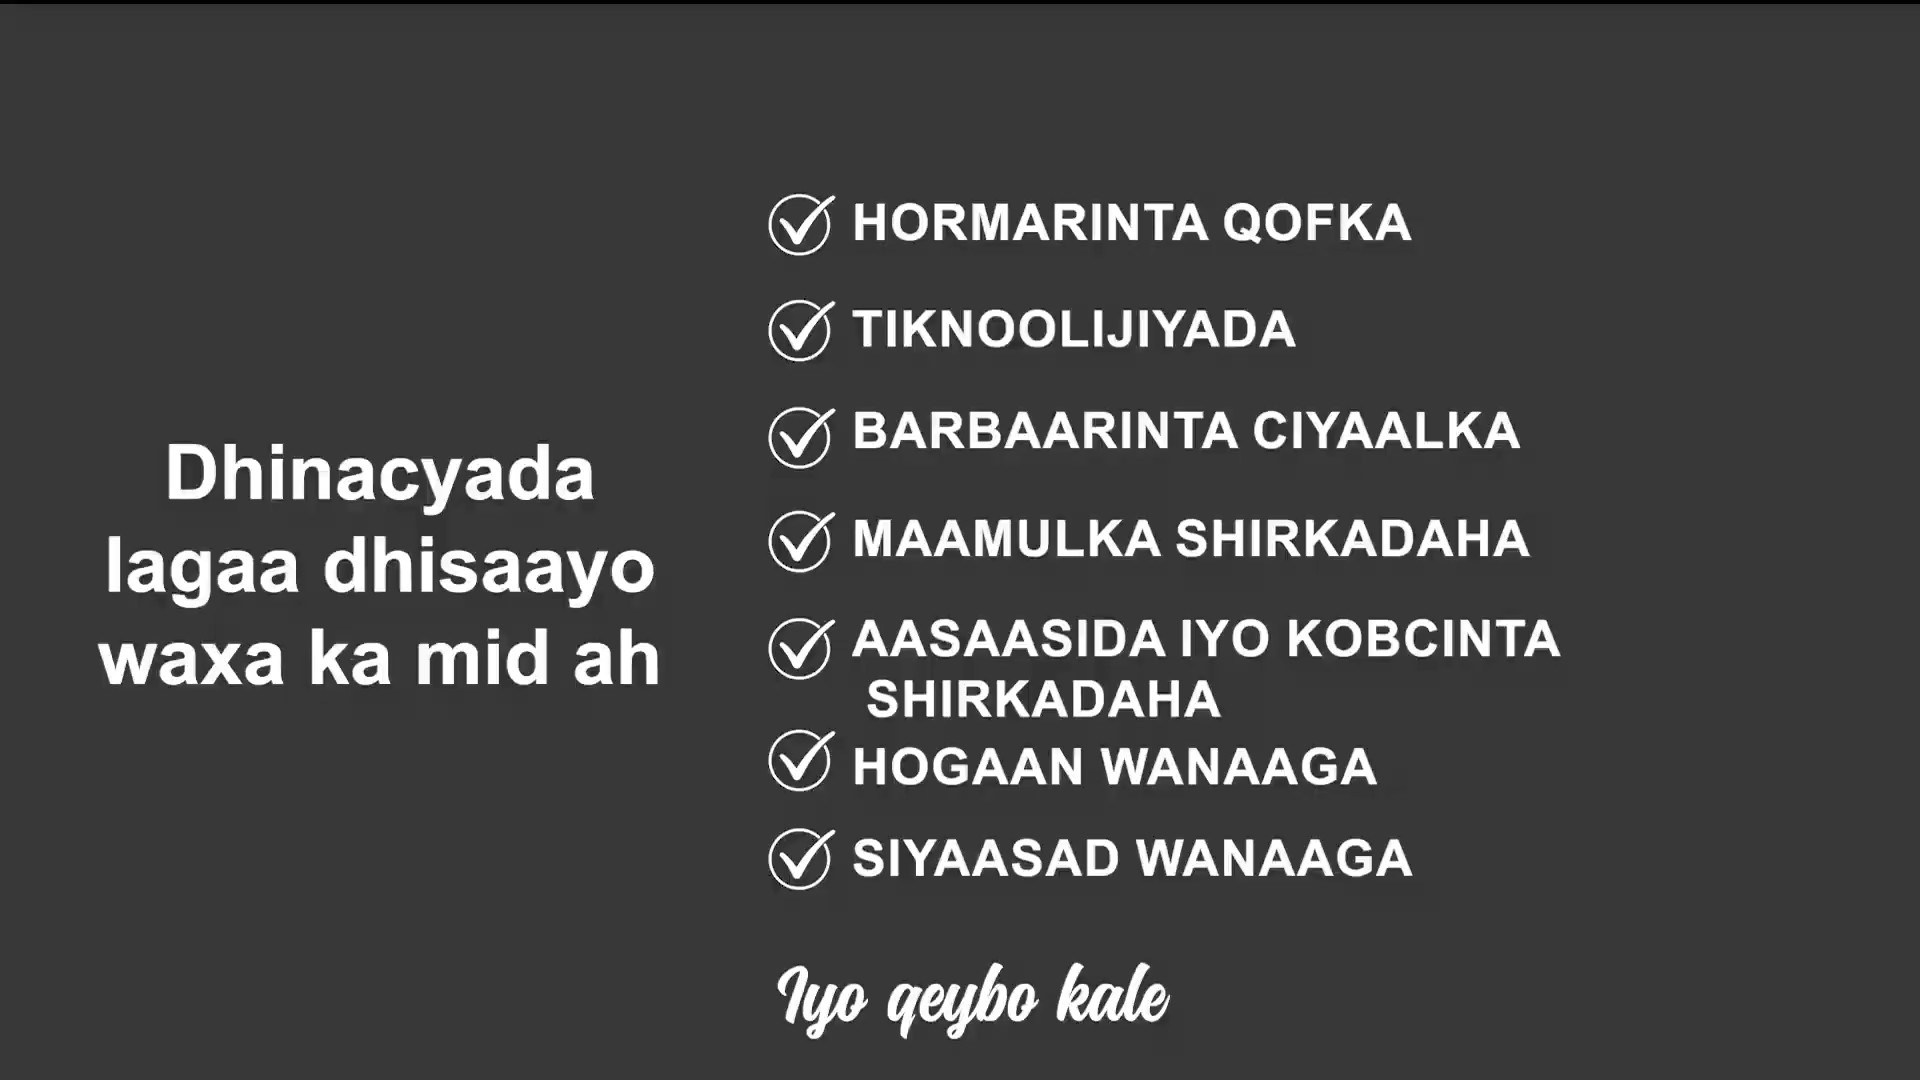 Dhinacyada
lagaa dhisaayo
waxa ka mid ah
HORMARINTA QOFKA
TIKNOOLIJIYADA
BARBAARINTA CIYAALKA
MAAMULKA SHIRKADAHA
AASAASIDA IYO KOBCINTA
SHIRKADAHA
HOGAAN WANAAGA
SIYAASAD WANAAGA
Iyo qeybo kale